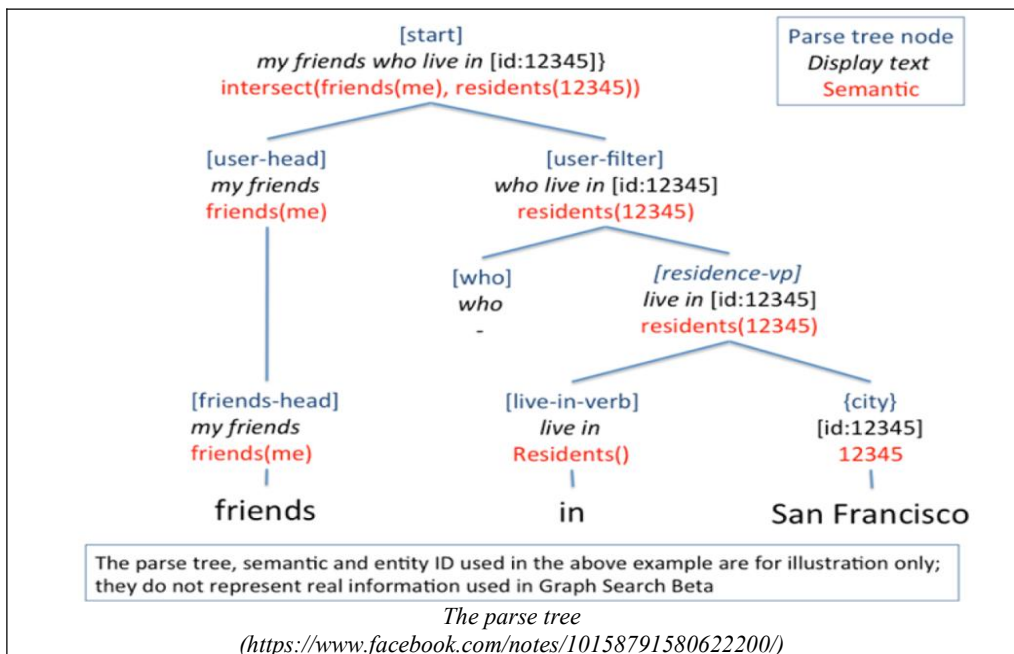 [start]
my friends who live in [id:12345]}
intersect(friends(me), residents(12345))
Parse tree node
Display text
Semantic
[user-head]
my friends
friends(me)
[user-filter]
who live in [id:12345]
residents(12345)
[who]
who
-
[residence-vp]
live in [id:12345]
residents(12345)
[friends-head]
my friends
friends(me)
[live-in-verb]
live in
Residents()
{city}
[id:12345]
12345
friends
in
San Francisco
The parse tree, semantic and entity ID used in the above example are for illustration only;
they do not represent real information used in Graph Search Beta
The parse tree
(https://www.facebook.com/notes/10158791580622200/)